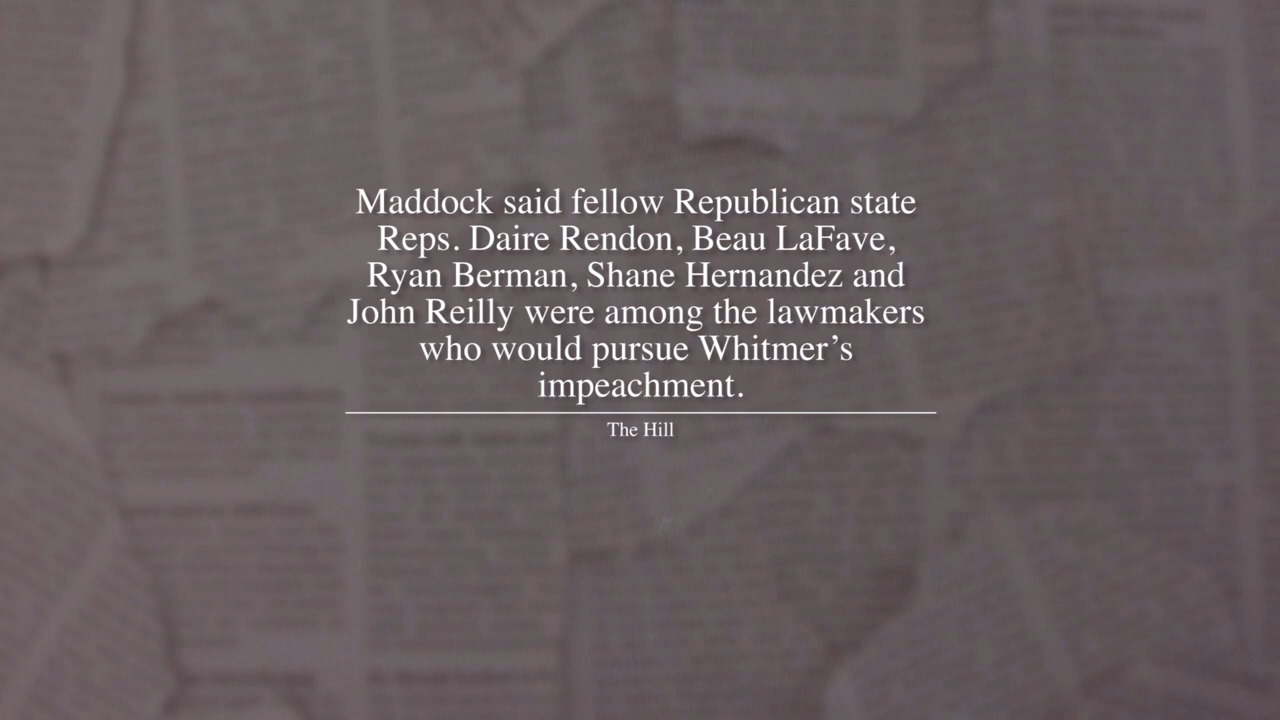 Maddock said fellow Republican state
Reps. Daire Rendon, Beau LaFave,
Ryan Berman, Shane Hernandez and
John Reilly were among the lawmakers
who would pursue Whitmer’s
impeachment.
The Hill